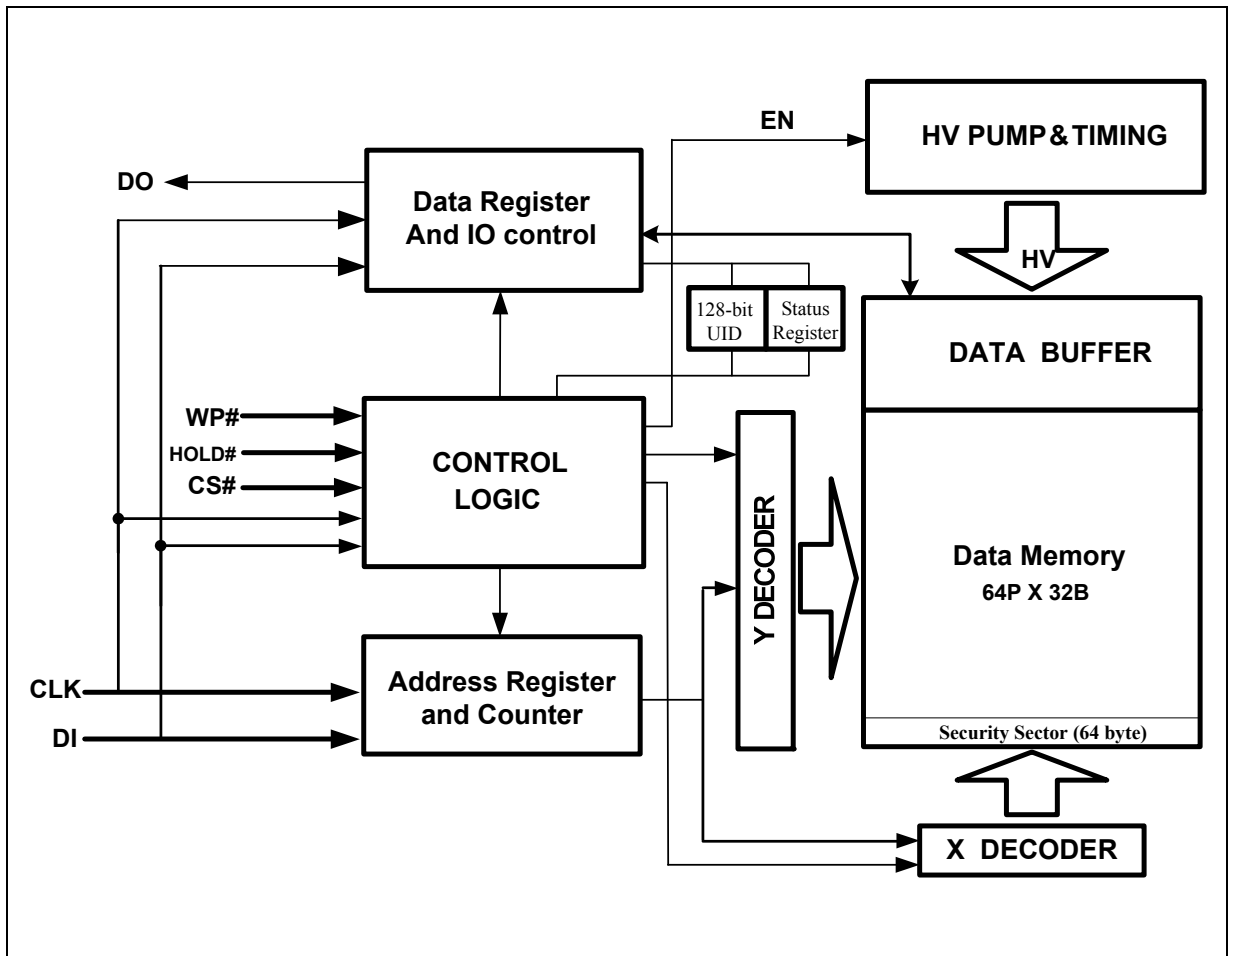 EN
HV PUMP & TIMING
DO
Data Register
And IO control
HV
128-bit
UID
Status
Register
DATA BUFFER
WP#
HOLD#
CS#
CONTROL
LOGIC
Y DECODER
Data Memory
64P X 32B
CLK
DI
Address Register
and Counter
Security Sector (64 byte)
X DECODER